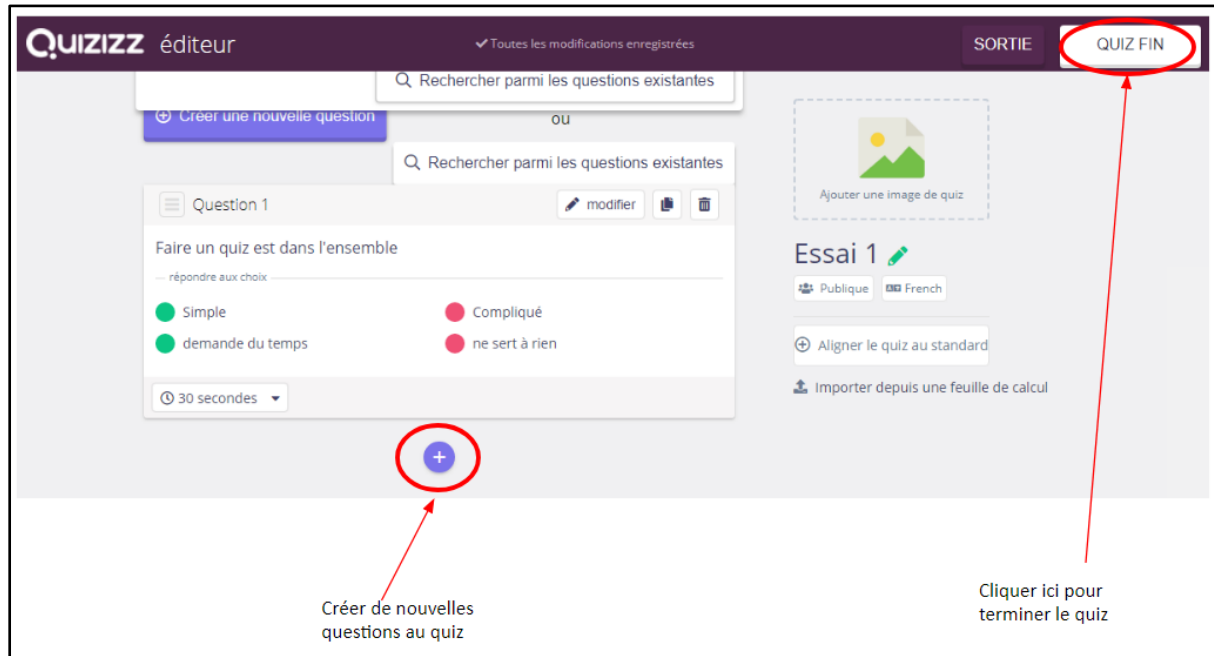 Quizizz éditeur
Toutes les modifications enregistrées
SORTIE
QUIZ FIN
Rechercher parmi les questions existantes
Créer une nouvelle question
ou
Rechercher parmi les questions existantes
Question 1
modifier
Faire un quiz est dans l'ensemble
répondre aux choix
Simple
Compliqué
demande du temps
ne sert à rien
30 secondes
+
Ajouter une image de quiz
Essai 1
Publique
French
Aligner le quiz au standard
Importer depuis une feuille de calcul
Créer de nouvelles
questions au quiz
Cliquer ici pour
terminer le quiz